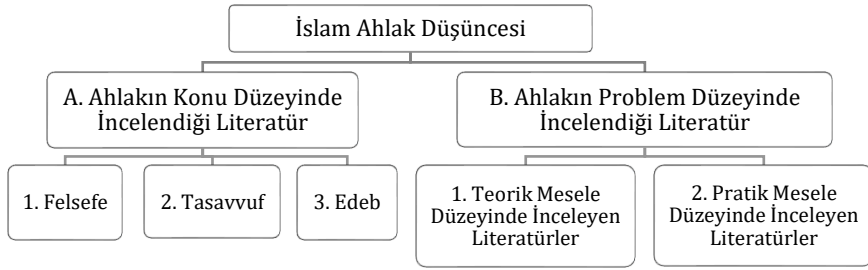 İslam Ahlak Düşüncesi
A. Ahlakın Konu Düzeyinde
İncelendiği Literatür
B. Ahlakın Problem Düzeyinde
İncelendiği Literatür
1. Felsefe
2. Tasavvuf
3. Edeb
1. Teorik Mesele
Düzeyinde İnceleyen
Literatürler
2. Pratik Mesele
Düzeyinde İnceleyen
Literatürler